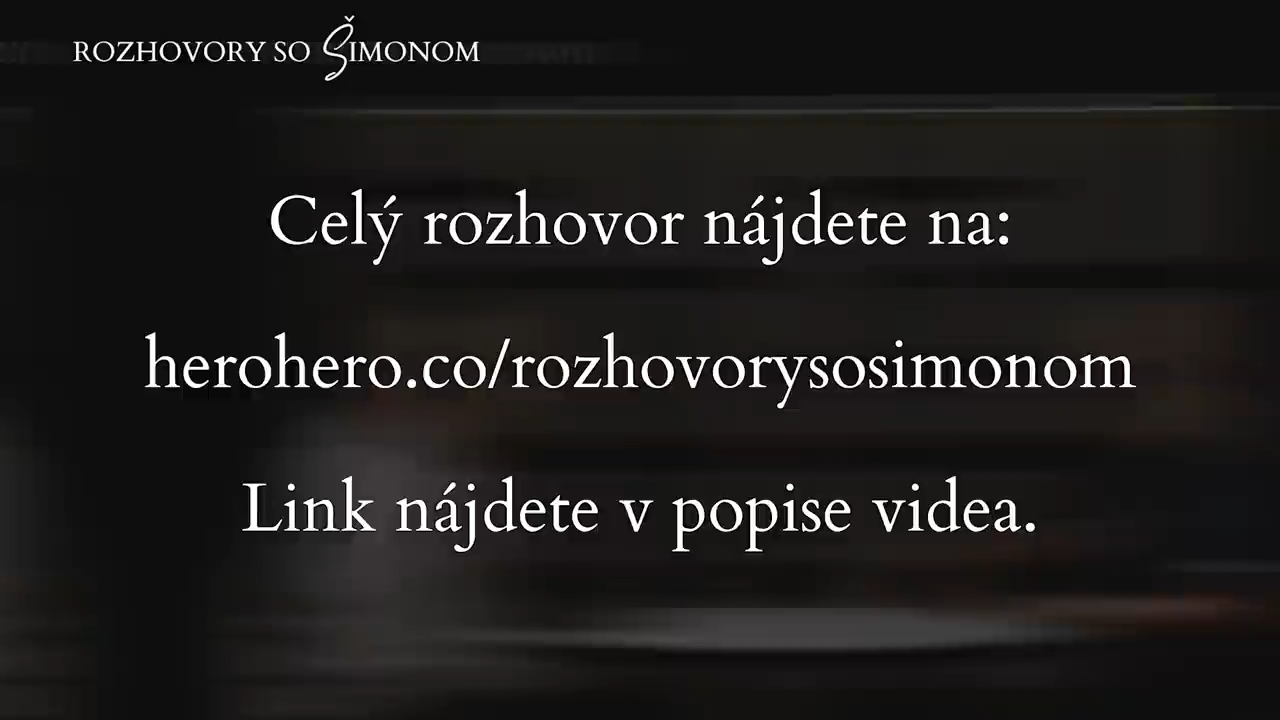 ROZHOVORY SO ŠIMONOM
Celý rozhovor nájdete na:
herohero.co/rozhovorysosimonom
Link nájdete v popise videa.